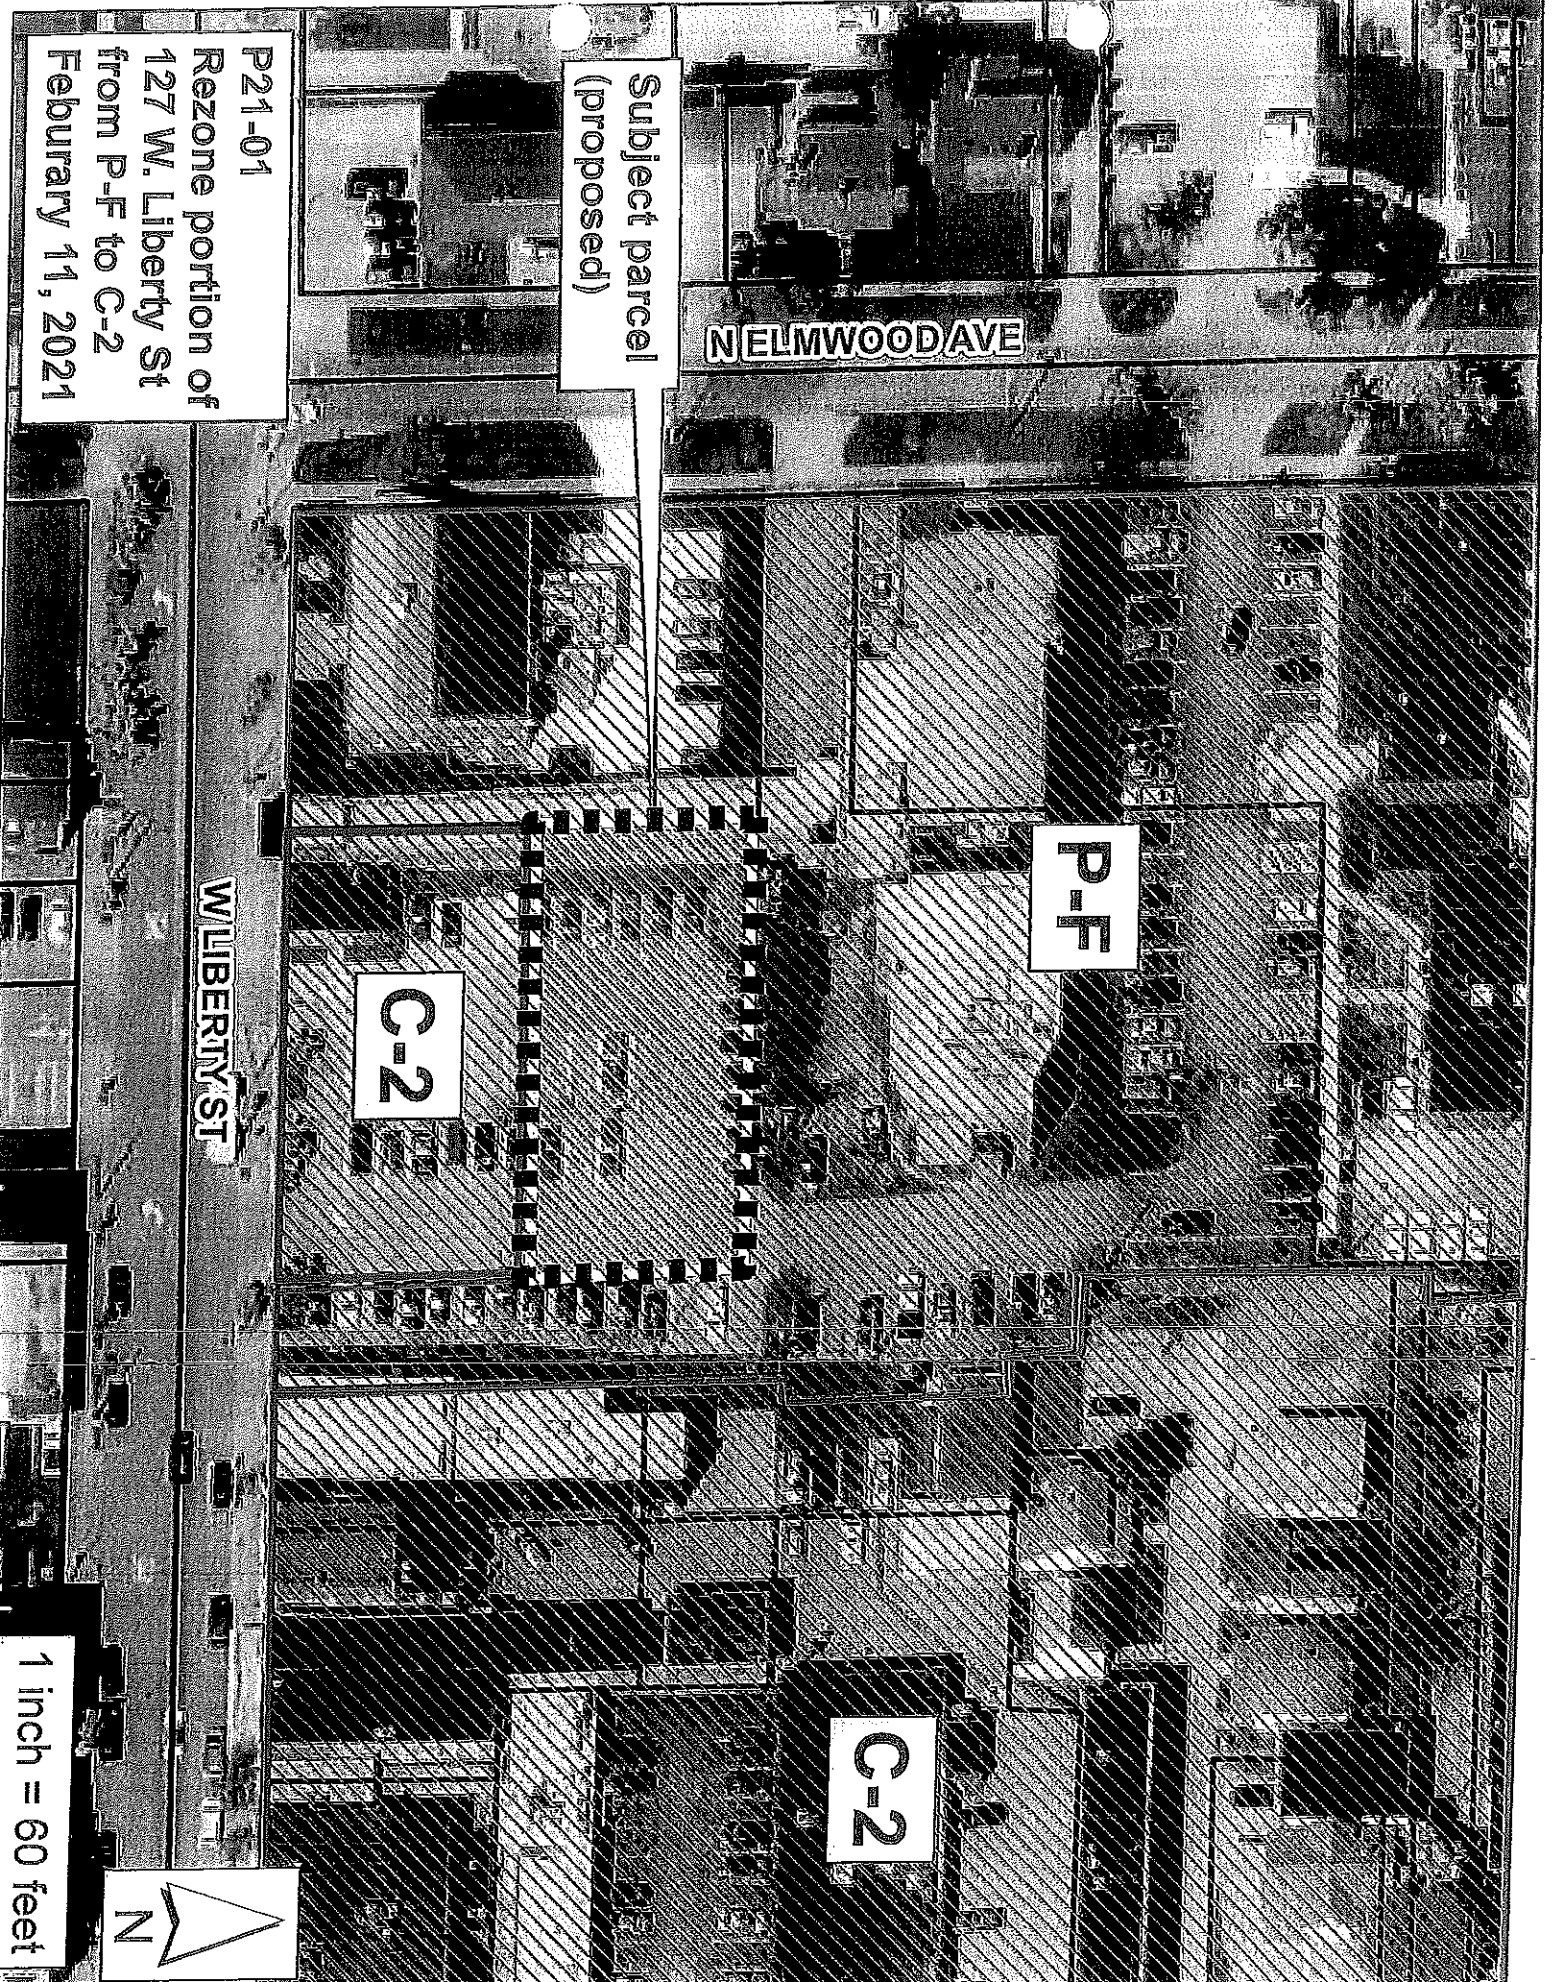 P21-01
Rezone portion of
127 W. Liberty St
from P-F to C-2
Feburary 11, 2021
Subject parcel
(proposed)
N ELMWOOD AVE
P-F
C-2
W LIBERTY ST
C-2
N
1 inch = 60 feet